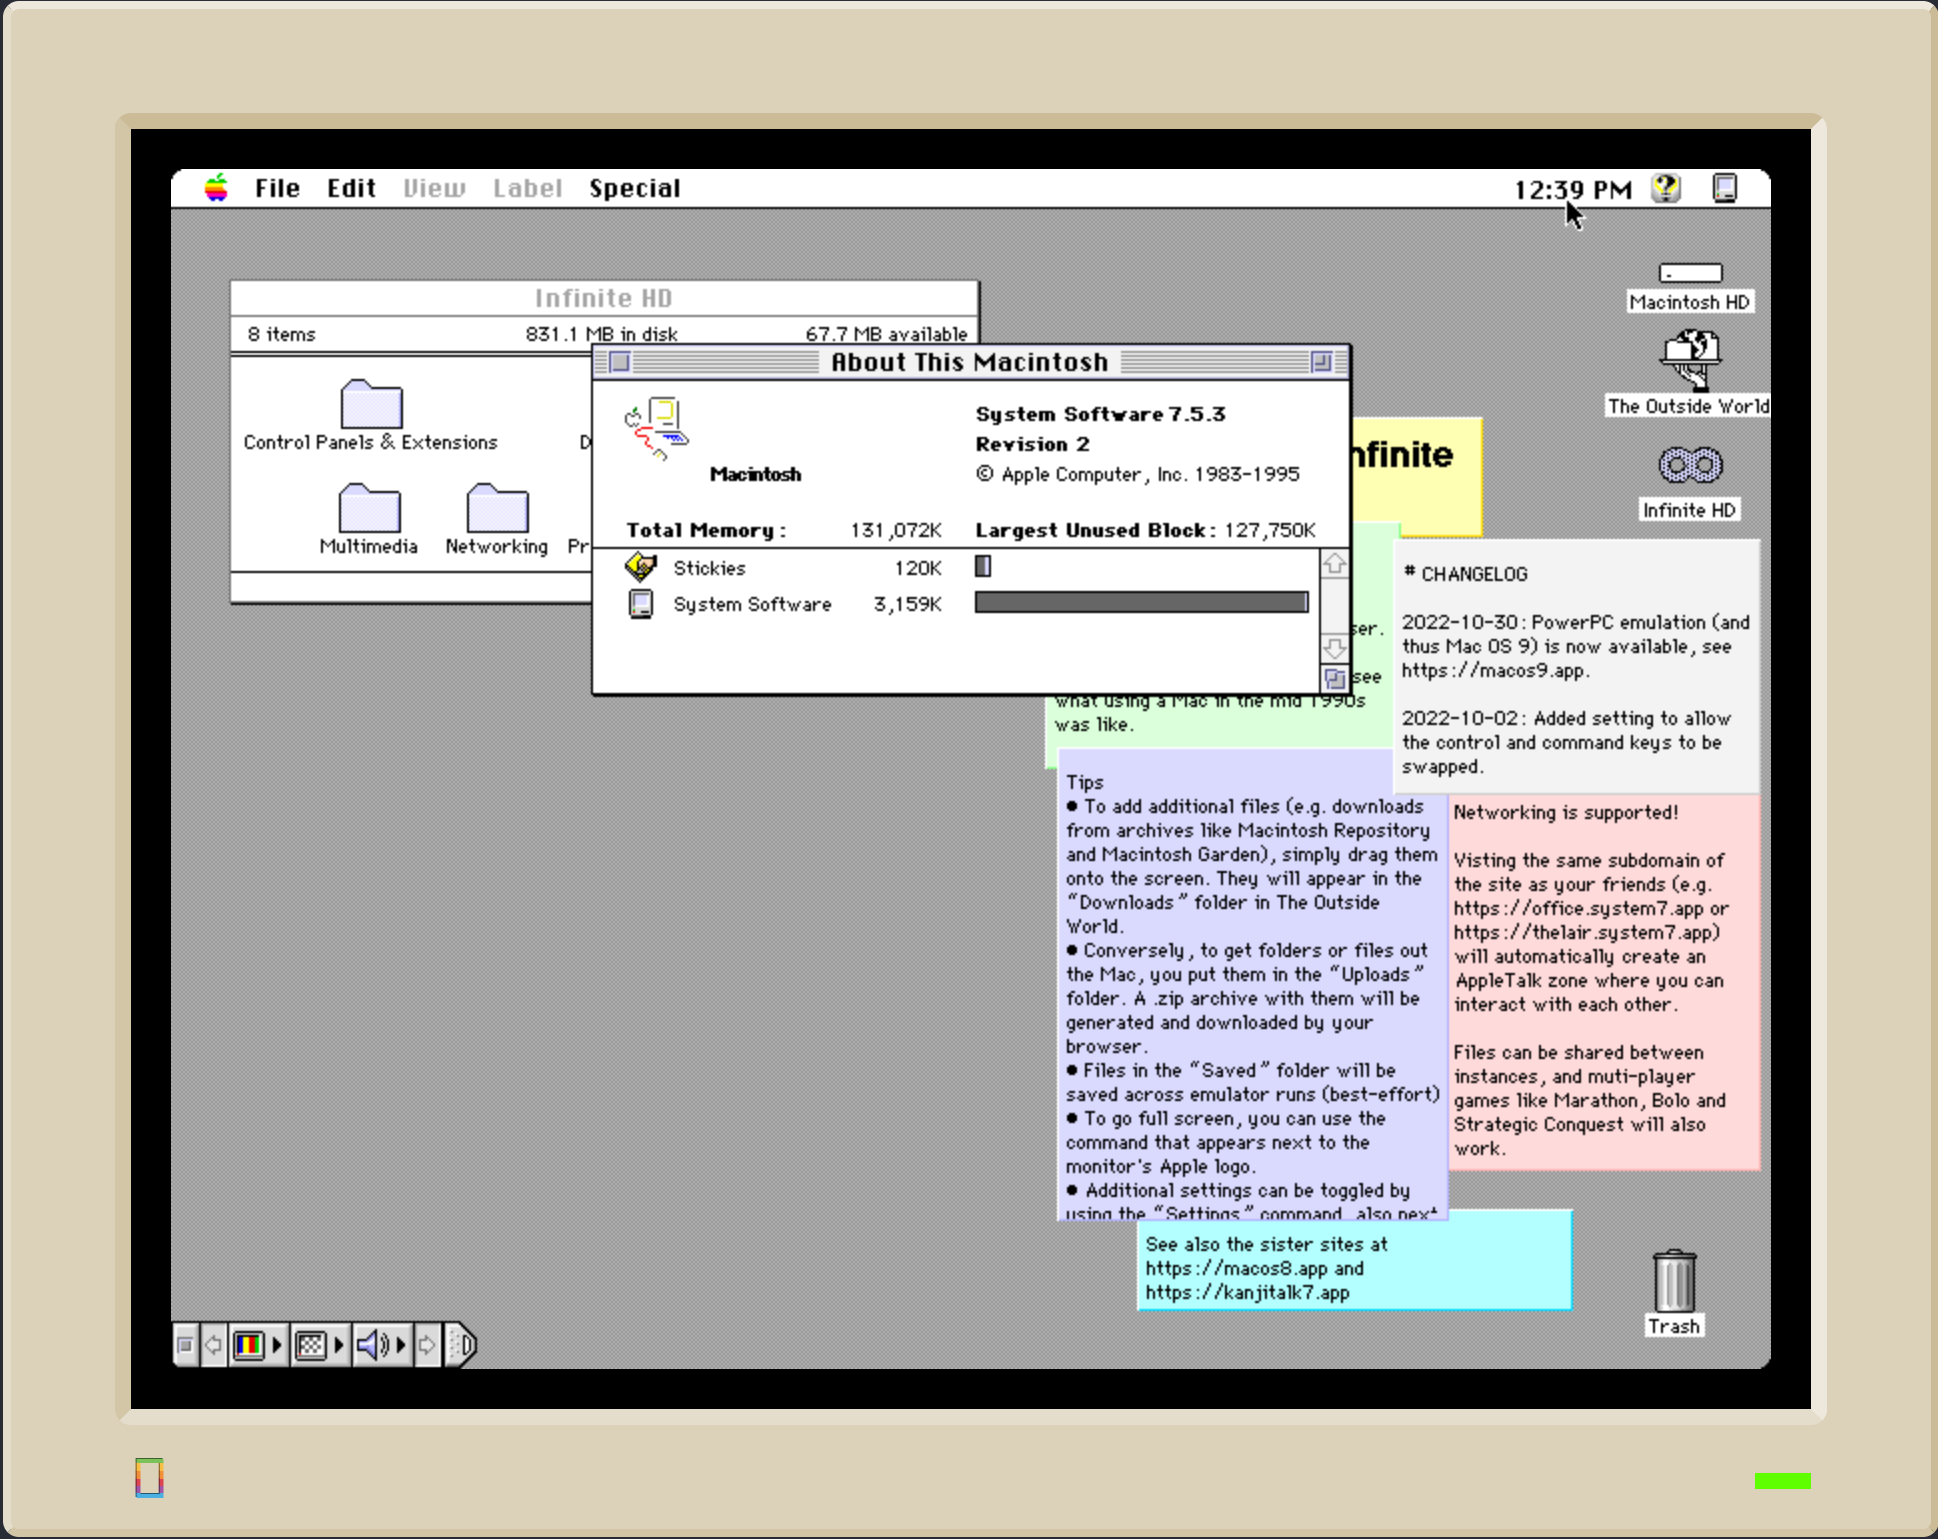 File Edit View Label Special 12:39 PM
Infinite HD
8 items 831.1 MB in disk 67.7 MB available
Control Panels & Extensions D
Multimedia Networking Pr
About This Macintosh
Macintosh
System Software 7.5.3
Revision 2
© Apple Computer, Inc. 1983-1995
Total Memory: 131,072K Largest Unused Block: 127,750K
Stickies 120K
System Software 3,159K
Macintosh HD
The Outside World
Infinite HD
nfinite
ser.
see
what using a Mac in the mid 1990s
was like.
# CHANGELOG
2022-10-30: PowerPC emulation (and
thus Mac OS 9) is now available, see
https://macos9.app.
2022-10-02: Added setting to allow
the control and command keys to be
swapped.
Tips
● To add additional files (e.g. downloads
from archives like Macintosh Repository
and Macintosh Garden), simply drag them
onto the screen. They will appear in the
“Downloads” folder in The Outside
World.
● Conversely, to get folders or files out
the Mac, you put them in the “Uploads”
folder. A .zip archive with them will be
generated and downloaded by your
browser.
● Files in the “Saved” folder will be
saved across emulator runs (best-effort)
● To go full screen, you can use the
command that appears next to the
monitor's Apple logo.
● Additional settings can be toggled by
using the “Settings” command, also next
Networking is supported!
Visting the same subdomain of
the site as your friends (e.g.
https://office.system7.app or
https://thelair.system7.app)
will automatically create an
AppleTalk zone where you can
interact with each other.
Files can be shared between
instances, and muti-player
games like Marathon, Bolo and
Strategic Conquest will also
work.
See also the sister sites at
https://macos8.app and
https://kanjitalk7.app
Trash